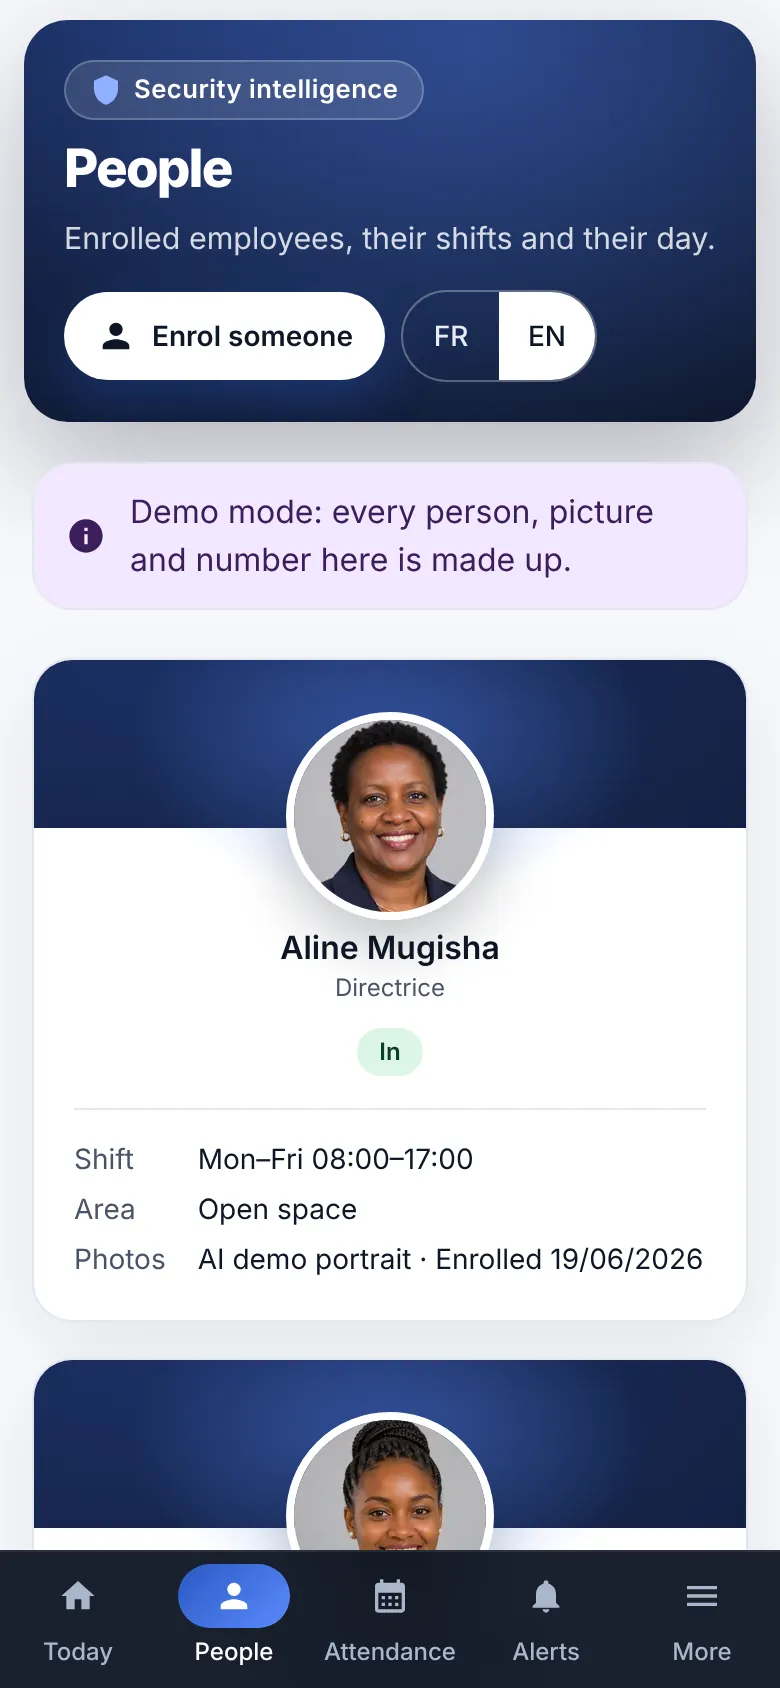 Security intelligence
People
Enrolled employees, their shifts and their day.
Enrol someone
FR
EN
Demo mode: every person, picture
and number here is made up.
Aline Mugisha
Directrice
In
Shift Mon–Fri 08:00–17:00
Area Open space
Photos AI demo portrait · Enrolled 19/06/2026
Today
People
Attendance
Alerts
More